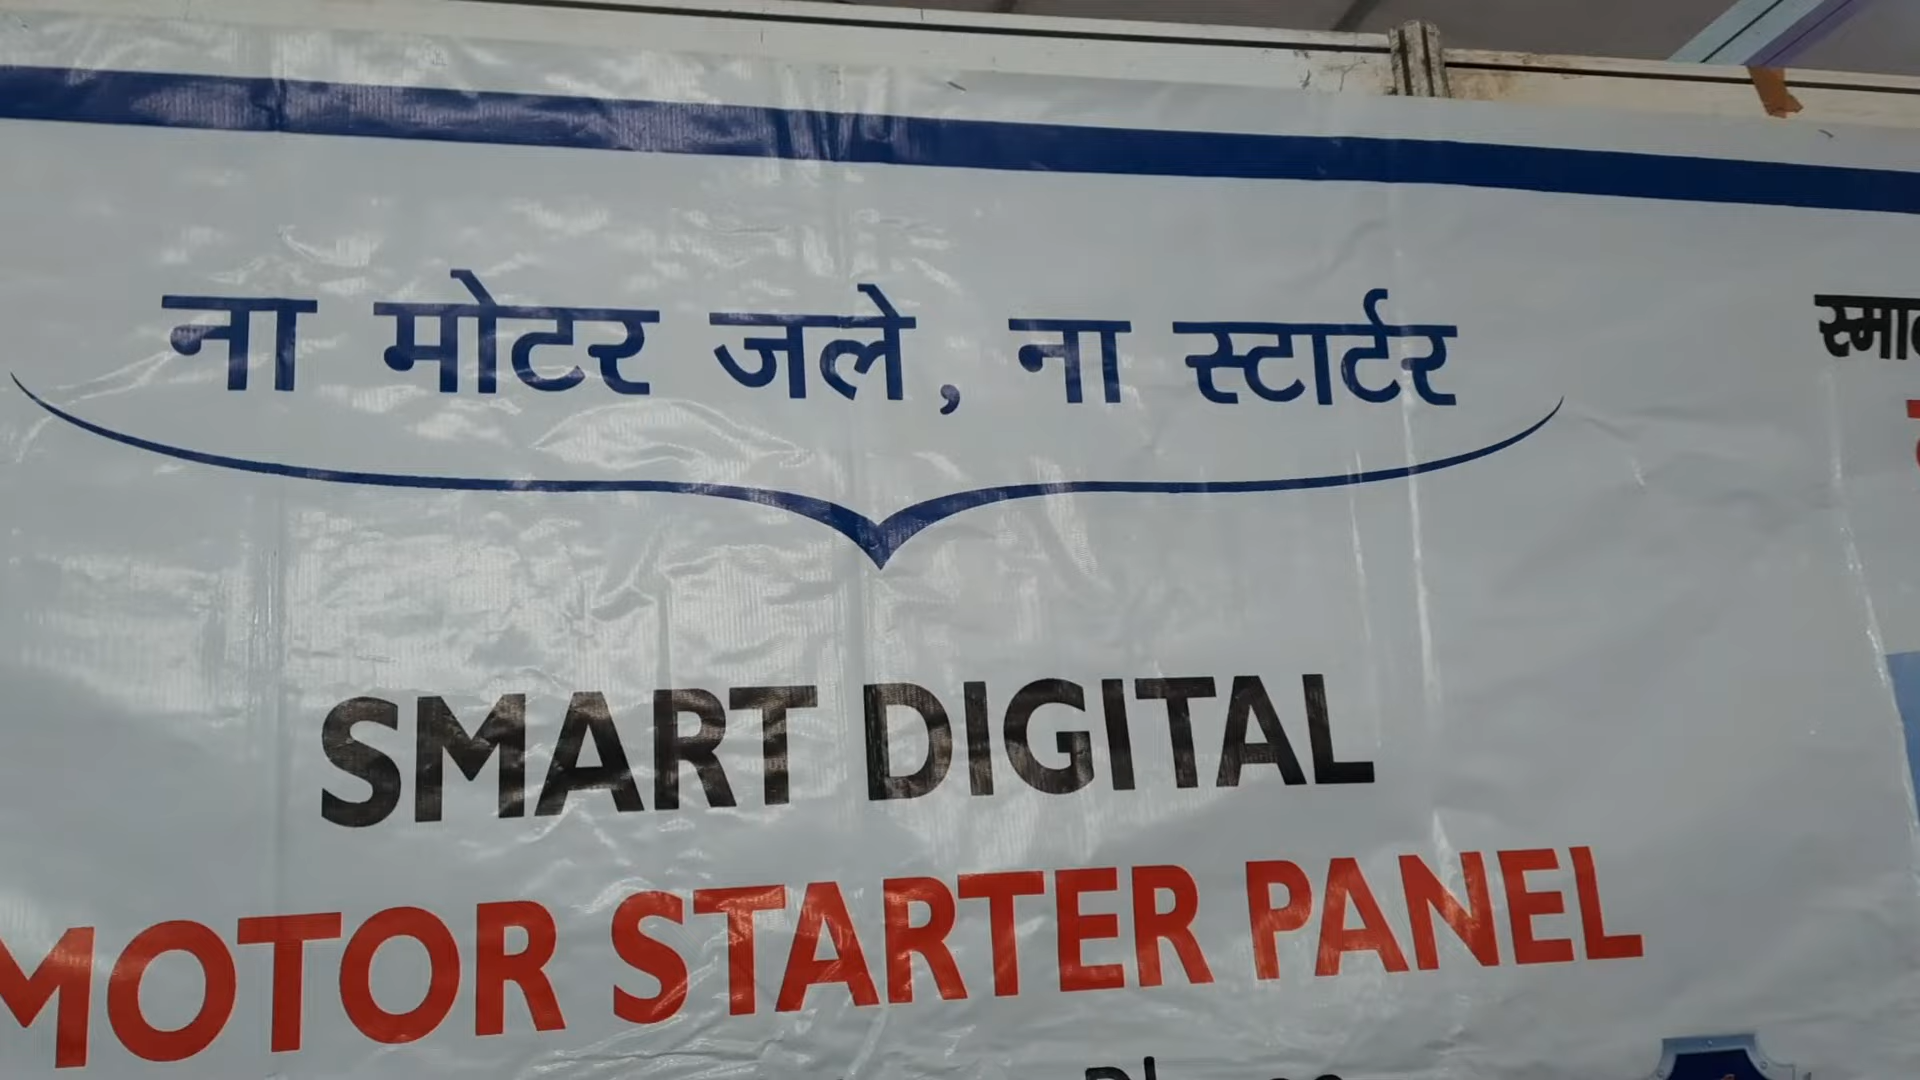 ना मोटर जले, ना स्टार्टर
SMART DIGITAL
MOTOR STARTER PANEL